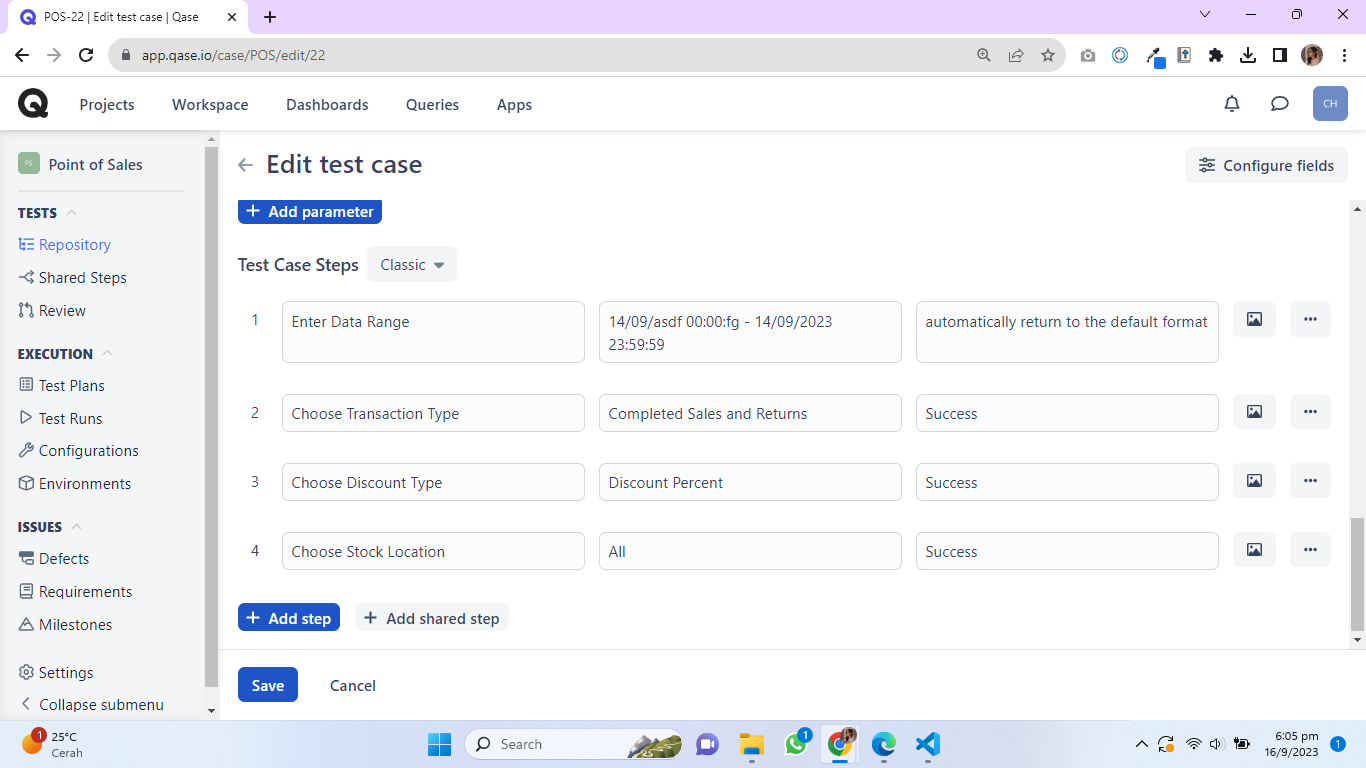 POS-22 | Edit test case | Qase
app.qase.io/case/POS/edit/22
Projects
Workspace
Dashboards
Queries
Apps
CH
PS
Point of Sales
TESTS
Repository
Shared Steps
Review
EXECUTION
Test Plans
Test Runs
Configurations
Environments
ISSUES
Defects
Requirements
Milestones
Settings
Collapse submenu
Edit test case
Configure fields
Add parameter
Test Case Steps
Classic
1
Enter Data Range
14/09/asdf 00:00:fg - 14/09/2023
23:59:59
automatically return to the default format
2
Choose Transaction Type
Completed Sales and Returns
Success
3
Choose Discount Type
Discount Percent
Success
4
Choose Stock Location
All
Success
Add step
Add shared step
Save
Cancel
1
25°C
Cerah
Search
1
6:05 pm
16/9/2023
1